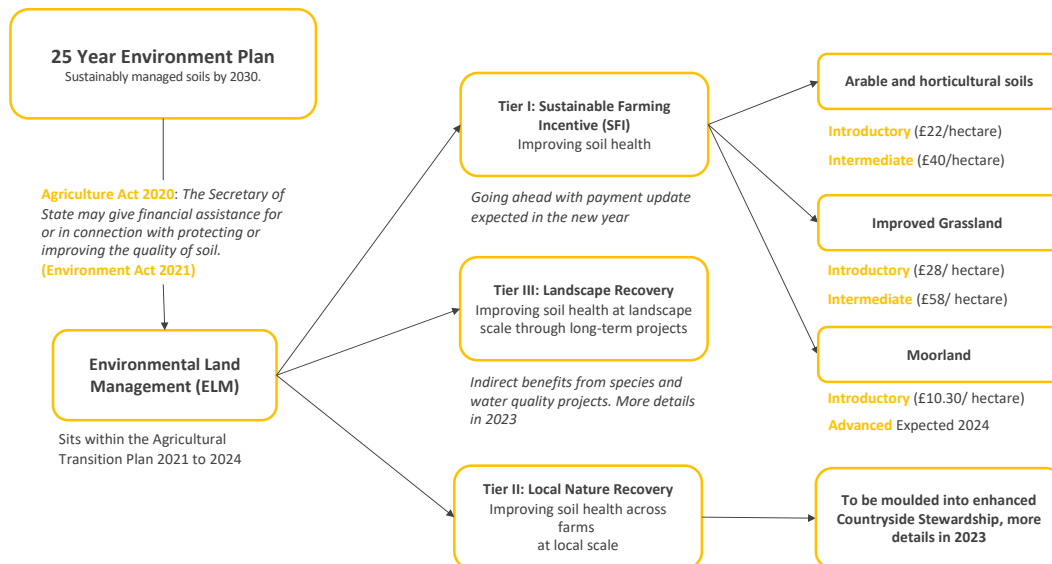 25 Year Environment Plan
Sustainably managed soils by 2030.
Agriculture Act 2020: The Secretary of
State may give financial assistance for
or in connection with protecting or
improving the quality of soil.
(Environment Act 2021)
Environmental Land
Management (ELM)
Sits within the Agricultural
Transition Plan 2021 to 2024
Tier I: Sustainable Farming
Incentive (SFI)
Improving soil health
Going ahead with payment update
expected in the new year
Tier III: Landscape Recovery
Improving soil health at landscape
scale through long-term projects
Indirect benefits from species and
water quality projects. More details
in 2023
Tier II: Local Nature Recovery
Improving soil health across
farms
at local scale
Arable and horticultural soils
Introductory (£22/hectare)
Intermediate (£40/hectare)
Improved Grassland
Introductory (£28/ hectare)
Intermediate (£58/ hectare)
Moorland
Introductory (£10.30/ hectare)
Advanced Expected 2024
To be moulded into enhanced
Countryside Stewardship, more
details in 2023